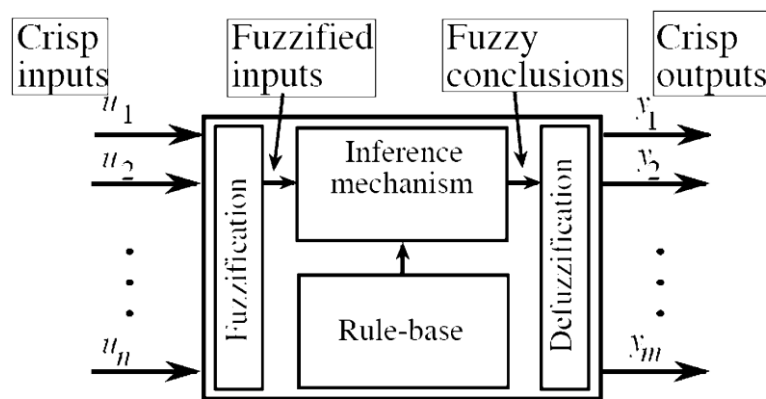 Crisp
inputs
Fuzzified
inputs
Fuzzy
conclusions
Crisp
outputs
u1
u2
un
Fuzzification
Inference
mechanism
Rule-base
Defuzzification
y1
y2
ym